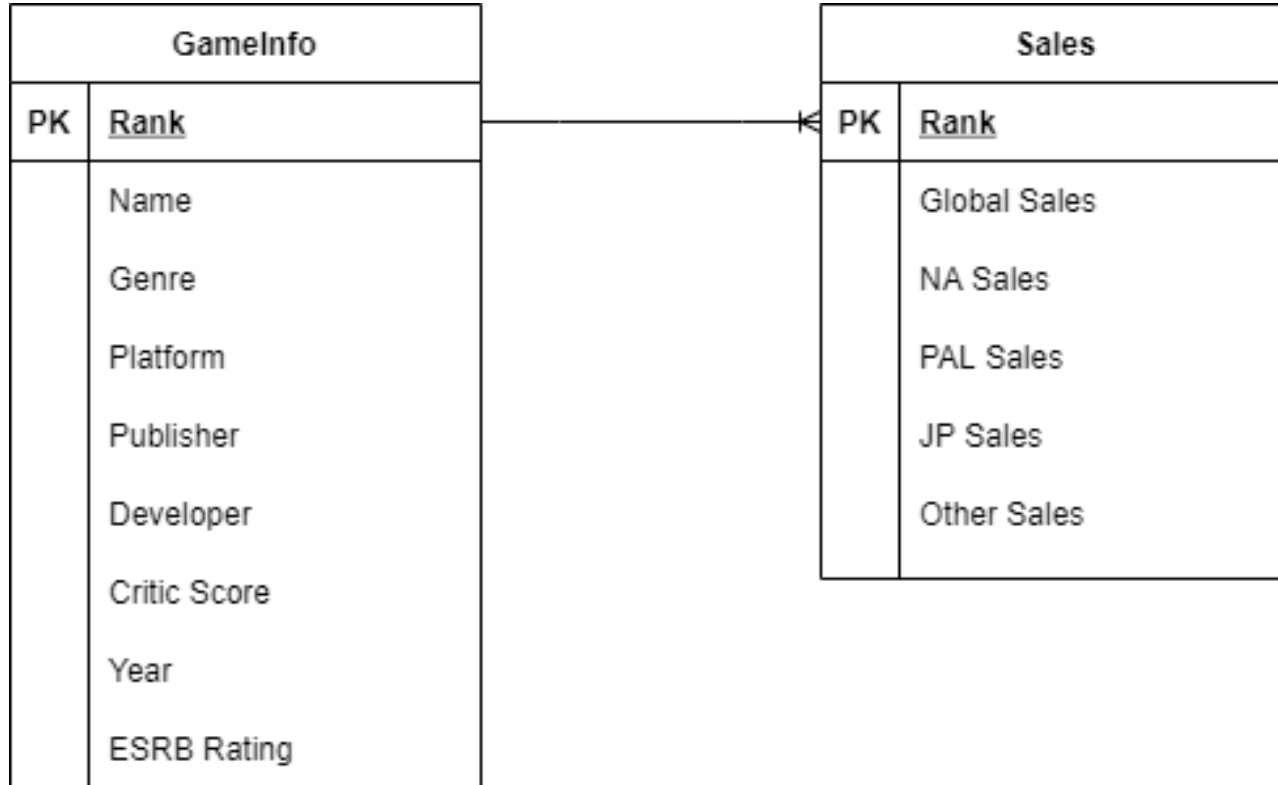 GameInfo
PK Rank
Name
Genre
Platform
Publisher
Developer
Critic Score
Year
ESRB Rating
Sales
PK Rank
Global Sales
NA Sales
PAL Sales
JP Sales
Other Sales